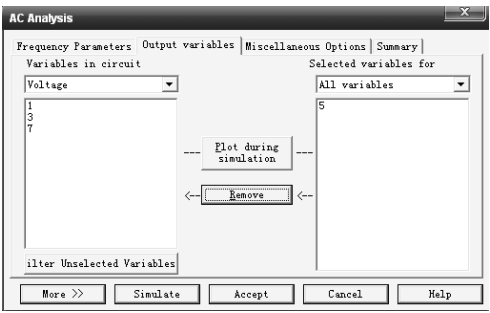 AC Analysis
Frequency Parameters Output variables Miscellaneous Options Summary
Variables in circuit Selected variables for
Voltage All variables
1 5
3
7
--- Plot during simulation ---
<-- Remove <--
ilter Unselected Variables
More >> Simulate Accept Cancel Help